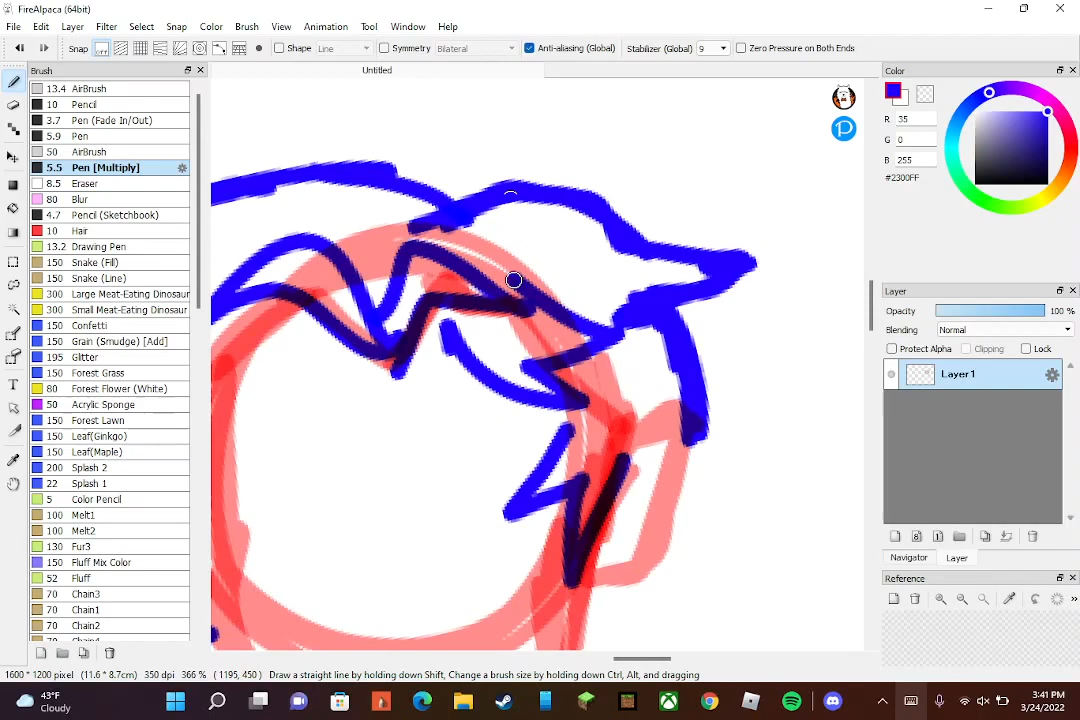 FireAlpaca (64bit)
File Edit Layer Filter Select Snap Color Brush View Animation Tool Window Help
Snap OFF Shape Line Symmetry Bilateral Anti-aliasing (Global) Stabilizer (Global) 9 Zero Pressure on Both Ends
Brush
Untitled
Color
13.4 AirBrush
10 Pencil
3.7 Pen (Fade In/Out)
5.9 Pen
50 AirBrush
5.5 Pen [Multiply]
8.5 Eraser
80 Blur
4.7 Pencil (Sketchbook)
10 Hair
13.2 Drawing Pen
150 Snake (Fill)
150 Snake (Line)
300 Large Meat-Eating Dinosaur
300 Small Meat-Eating Dinosaur
150 Confetti
150 Grain (Smudge) [Add]
195 Glitter
150 Forest Grass
80 Forest Flower (White)
50 Acrylic Sponge
150 Forest Lawn
150 Leaf(Ginkgo)
150 Leaf(Maple)
200 Splash 2
22 Splash 1
5 Color Pencil
100 Melt1
100 Melt2
130 Fur3
150 Fluff Mix Color
52 Fluff
70 Chain3
70 Chain1
70 Chain2
70 Chain4
R 35
G 0
B 255
#2300FF
Layer
Opacity 100 %
Blending Normal
Protect Alpha Clipping Lock
Layer1
Navigator Layer
Reference
1600 * 1200 pixel (11.6 * 8.7cm) 350 dpi 366 % ( 1195, 450 ) Draw a straight line by holding down Shift, Change a brush size by holding down Ctrl, Alt, and dragging
43°F
Cloudy
3:41 PM
3/24/2022